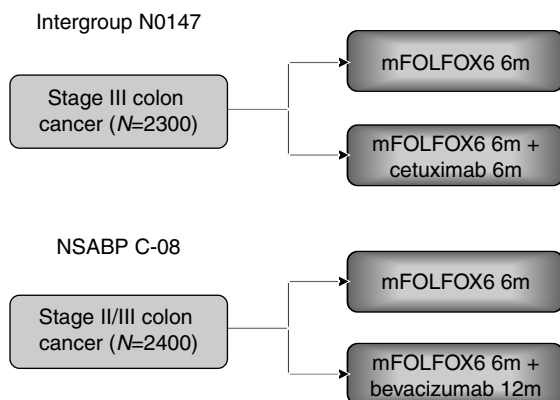 Intergroup N0147
Stage III colon
cancer (N=2300)
mFOLFOX6 6m
mFOLFOX6 6m +
cetuximab 6m
NSABP C-08
Stage II/III colon
cancer (N=2400)
mFOLFOX6 6m
mFOLFOX6 6m +
bevacizumab 12m